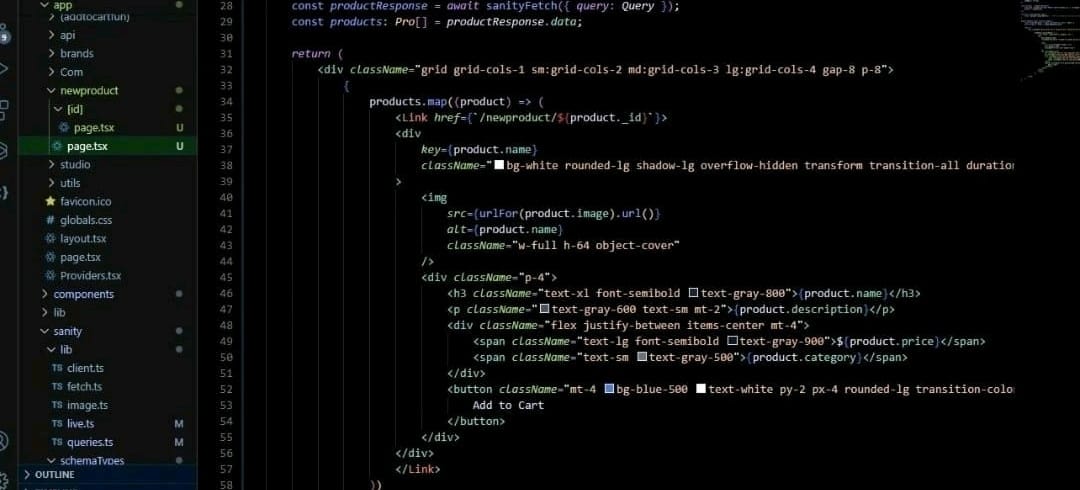 app
(addtocartfun)
api
brands
Com
newproduct
[id]
page.tsx U
page.tsx U
studio
utils
favicon.ico
# globals.css
layout.tsx
page.tsx
Providers.tsx
components
lib
sanity
lib
TS client.ts
TS fetch.ts
TS image.ts
TS live.ts M
TS queries.ts M
schemaTypes
OUTLINE
28 const productResponse = await sanityFetch({ query: Query });
29 const products: Pro[] = productResponse.data;
30
31 return (
32 <div className="grid grid-cols-1 sm:grid-cols-2 md:grid-cols-3 lg:grid-cols-4 gap-8 p-8">
33 {
34 products.map((product) => (
35 <Link href={`/newproduct/${product._id}`}>
36 <div
37 key={product.name}
38 className="bg-white rounded-lg shadow-lg overflow-hidden transform transition-all duratio
39 >
40 <img
41 src={urlFor(product.image).url()}
42 alt={product.name}
43 className="w-full h-64 object-cover"
44 />
45 <div className="p-4">
46 <h3 className="text-xl font-semibold text-gray-800">{product.name}</h3>
47 <p className="text-gray-600 text-sm mt-2">{product.description}</p>
48 <div className="flex justify-between items-center mt-4">
49 <span className="text-lg font-semibold text-gray-900">${product.price}</span>
50 <span className="text-sm text-gray-500">{product.category}</span>
51 </div>
52 <button className="mt-4 bg-blue-500 text-white py-2 px-4 rounded-lg transition-colo
53 Add to Cart
54 </button>
55 </div>
56 </div>
57 </Link>
58 ))